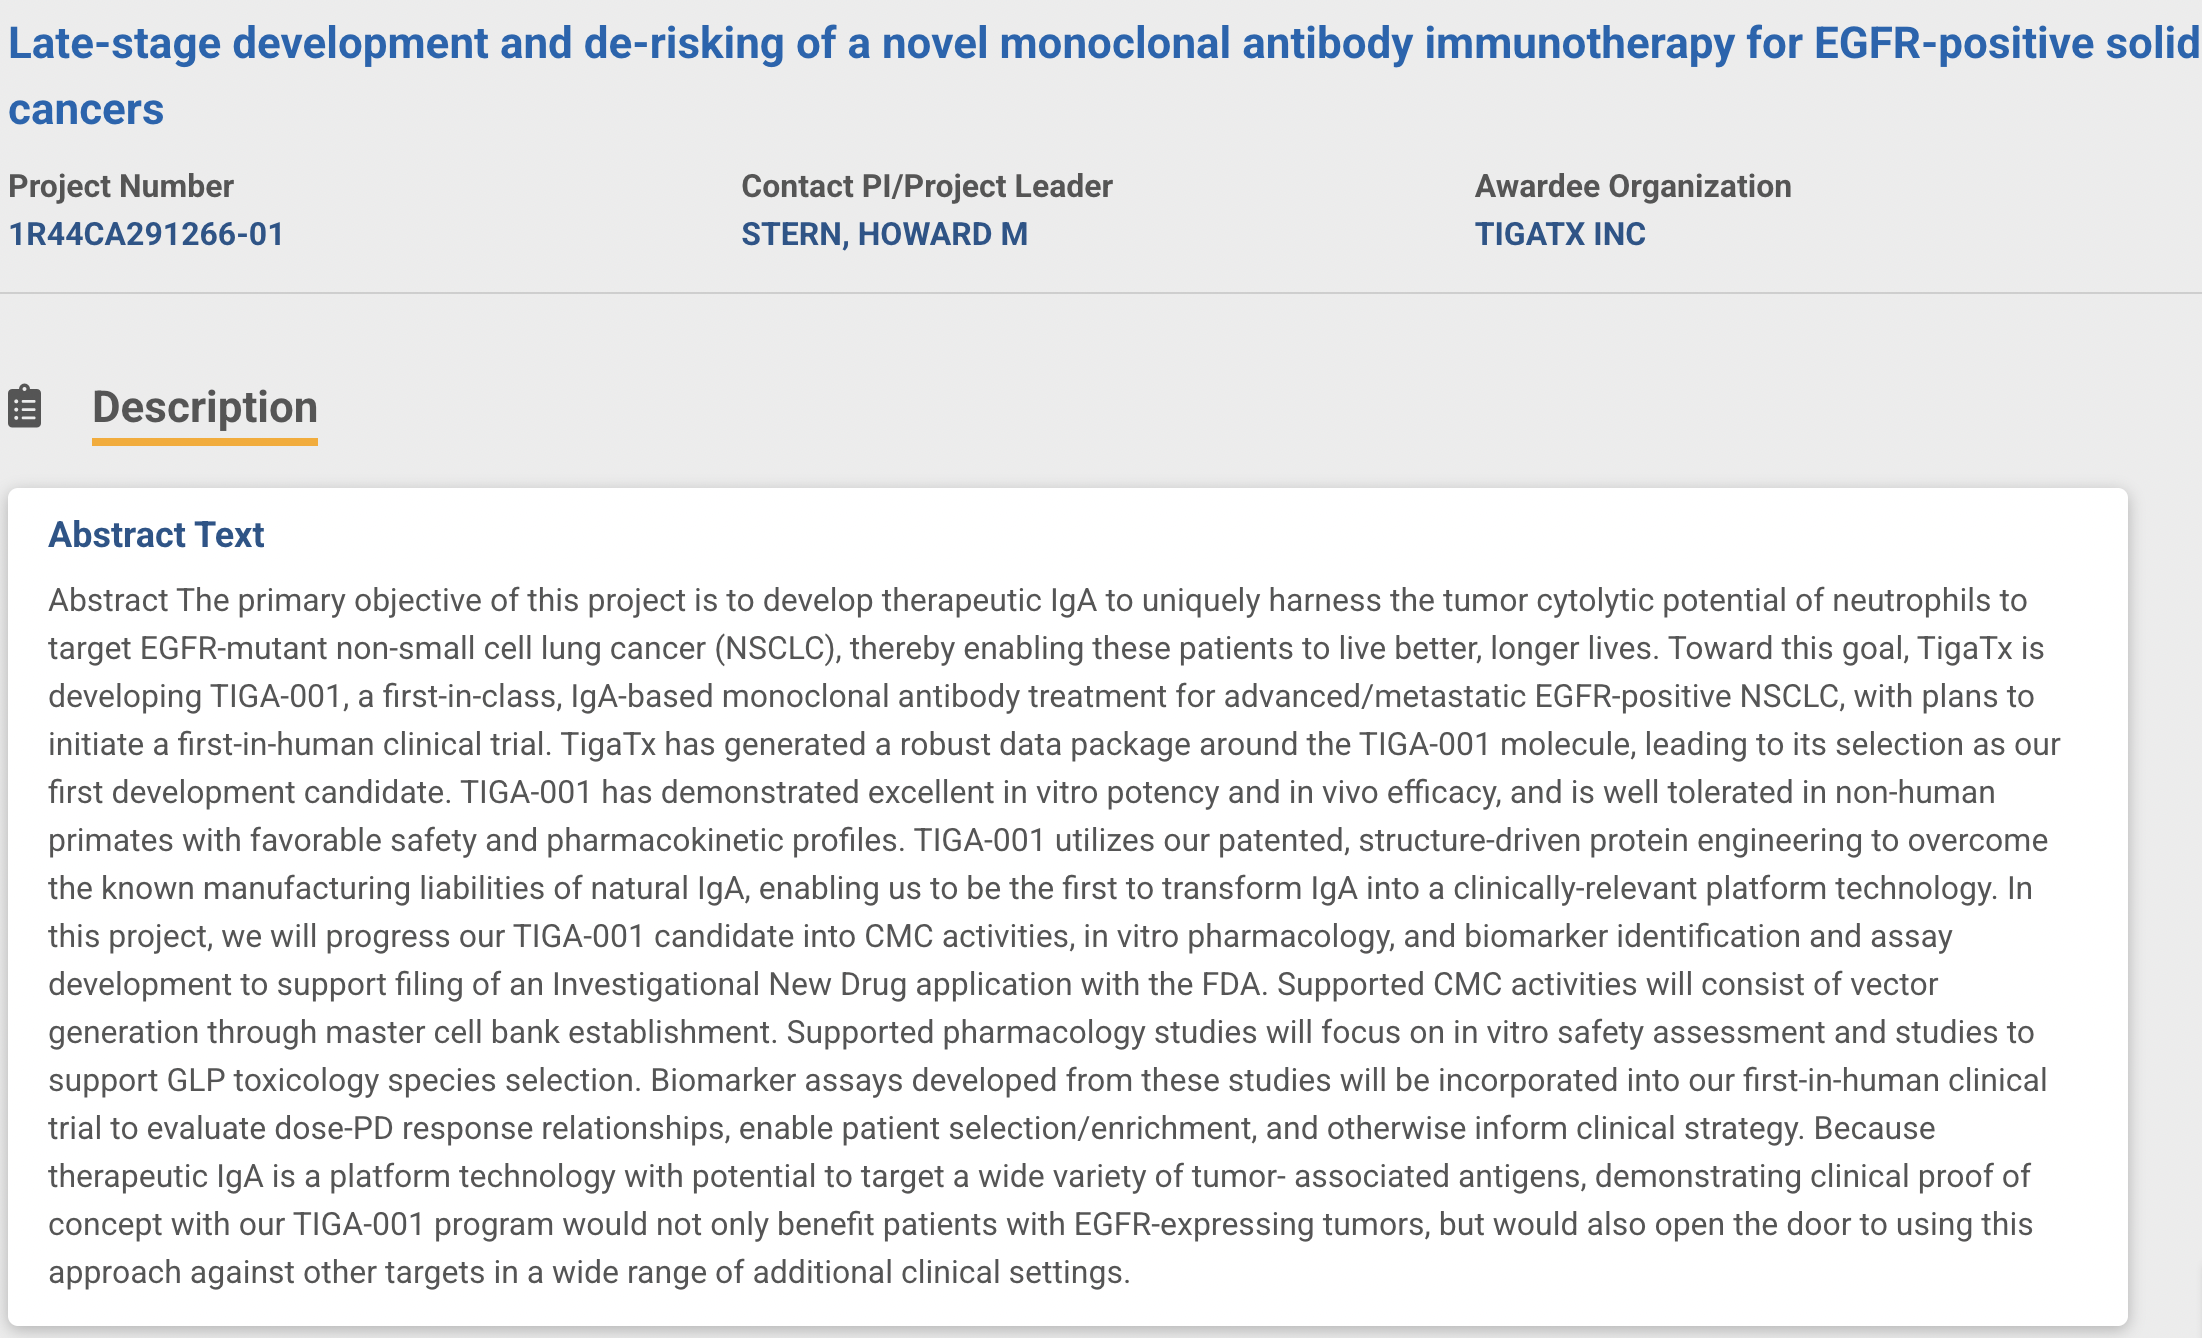 Late-stage development and de-risking of a novel monoclonal antibody immunotherapy for EGFR-positive solid
cancers
Project Number
1R44CA291266-01
Contact PI/Project Leader
STERN, HOWARD M
Awardee Organization
TIGATX INC
Description
Abstract Text
Abstract The primary objective of this project is to develop therapeutic IgA to uniquely harness the tumor cytolytic potential of neutrophils to
target EGFR-mutant non-small cell lung cancer (NSCLC), thereby enabling these patients to live better, longer lives. Toward this goal, TigaTx is
developing TIGA-001, a first-in-class, IgA-based monoclonal antibody treatment for advanced/metastatic EGFR-positive NSCLC, with plans to
initiate a first-in-human clinical trial. TigaTx has generated a robust data package around the TIGA-001 molecule, leading to its selection as our
first development candidate. TIGA-001 has demonstrated excellent in vitro potency and in vivo efficacy, and is well tolerated in non-human
primates with favorable safety and pharmacokinetic profiles. TIGA-001 utilizes our patented, structure-driven protein engineering to overcome
the known manufacturing liabilities of natural IgA, enabling us to be the first to transform IgA into a clinically-relevant platform technology. In
this project, we will progress our TIGA-001 candidate into CMC activities, in vitro pharmacology, and biomarker identification and assay
development to support filing of an Investigational New Drug application with the FDA. Supported CMC activities will consist of vector
generation through master cell bank establishment. Supported pharmacology studies will focus on in vitro safety assessment and studies to
support GLP toxicology species selection. Biomarker assays developed from these studies will be incorporated into our first-in-human clinical
trial to evaluate dose-PD response relationships, enable patient selection/enrichment, and otherwise inform clinical strategy. Because
therapeutic IgA is a platform technology with potential to target a wide variety of tumor- associated antigens, demonstrating clinical proof of
concept with our TIGA-001 program would not only benefit patients with EGFR-expressing tumors, but would also open the door to using this
approach against other targets in a wide range of additional clinical settings.